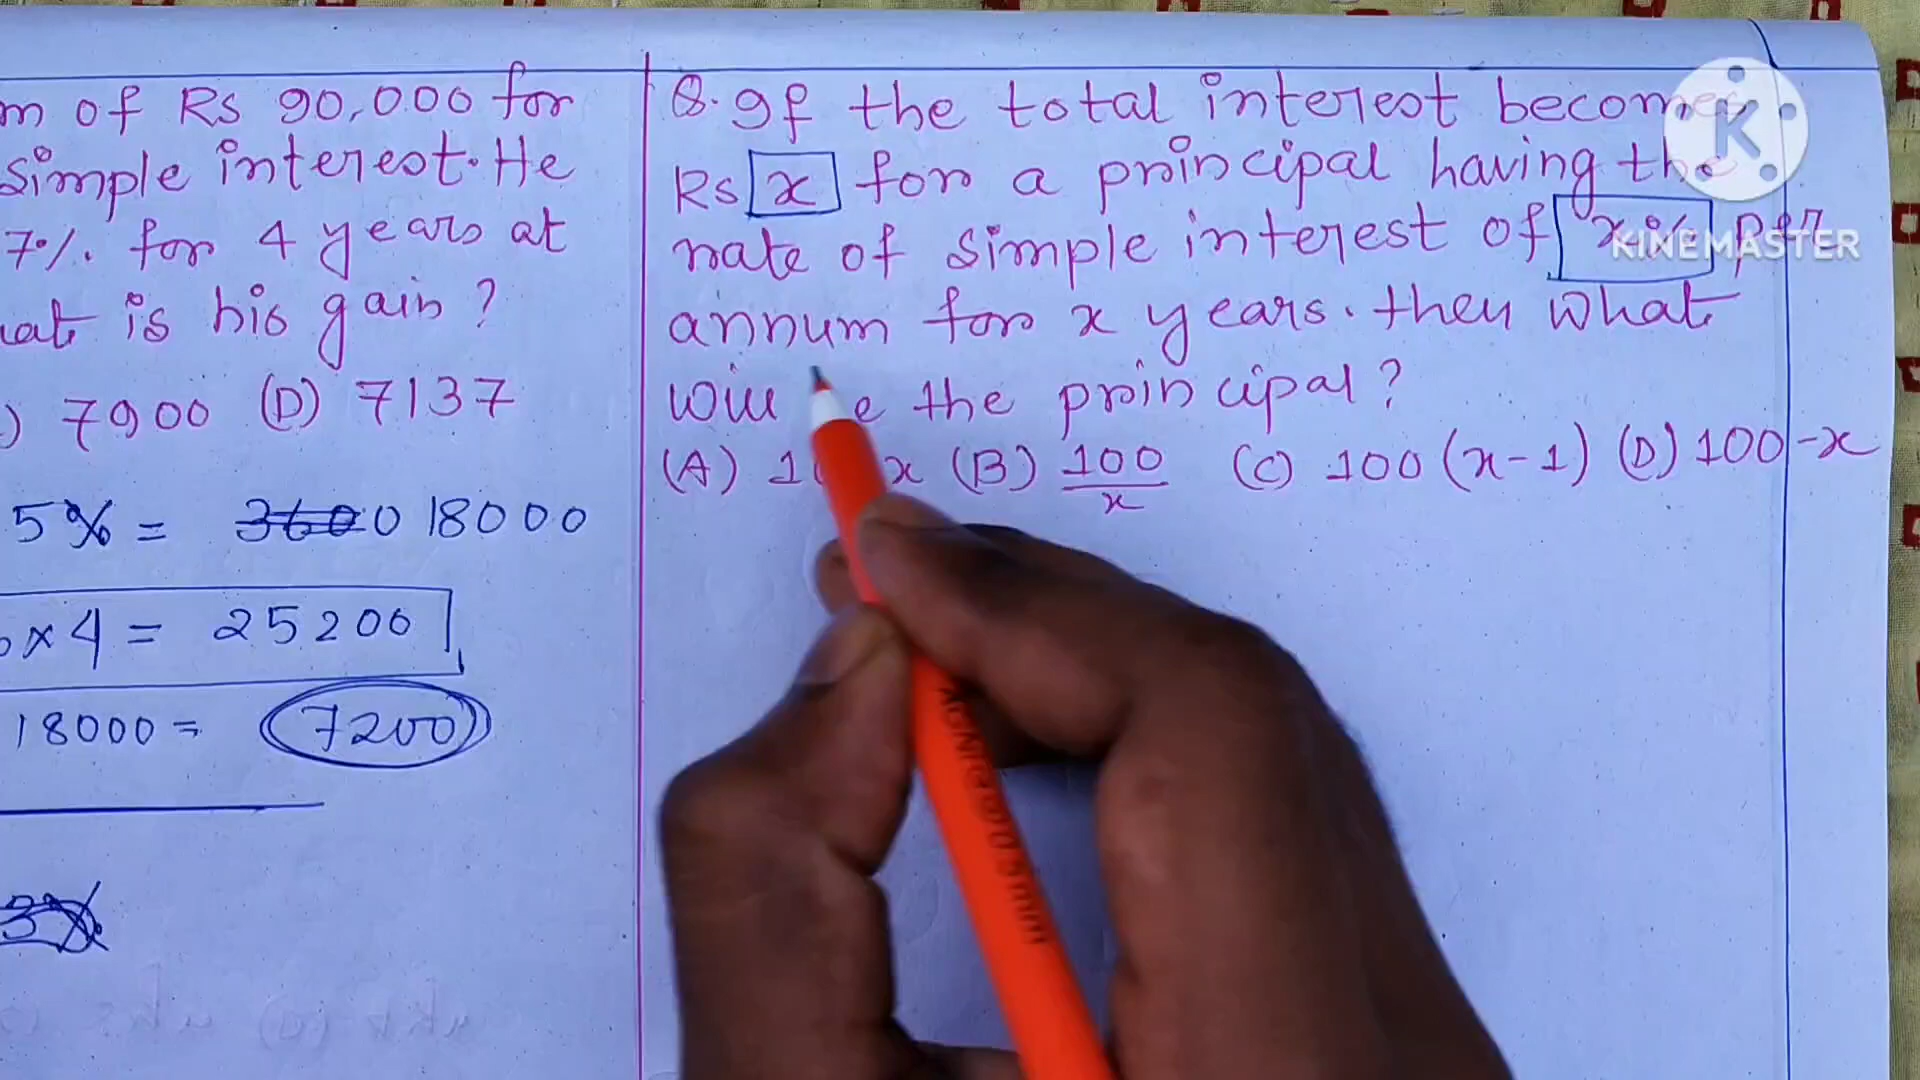 m of Rs 90,000 for
simple interest. He
7%. for 4 years at
is his gain?
) 7900 (D) 7137
5% = 36000 18000
x 4 = 25200
18000 = 7200
3%
Q. If the total interest becomes
Rs x for a principal having the
rate of simple interest of x% per
annum for x years. then what
will e the principal?
(A) x (B) 100/x (C) 100 (x-1) (D) 100-x
K
KINEMASTER